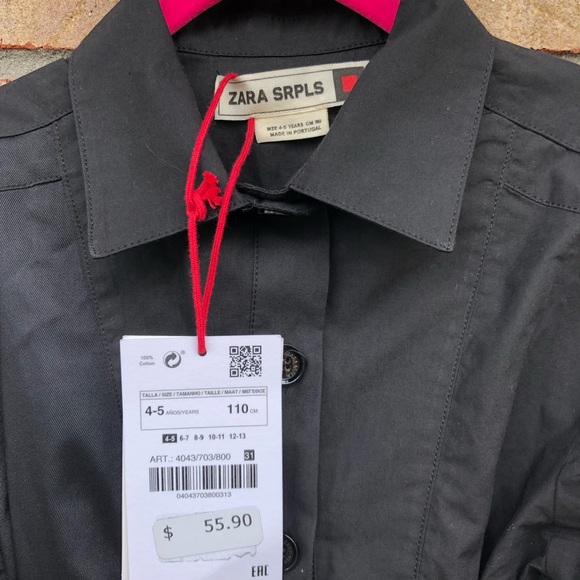 ZARA SRPLS
SIZE 4-5 YEARS CM 110
MADE IN PORTUGAL
100%
Cotton
TALLA / SIZE / TAMANHO / TAILLE / MAAT / MEГEΘOΣ
4-5 AÑOS/YEARS 110 CM
4-5 6-7 8-9 10-11 12-13
ART.: 4043/703/800 31
04043703800313
$ 55.90
EAC